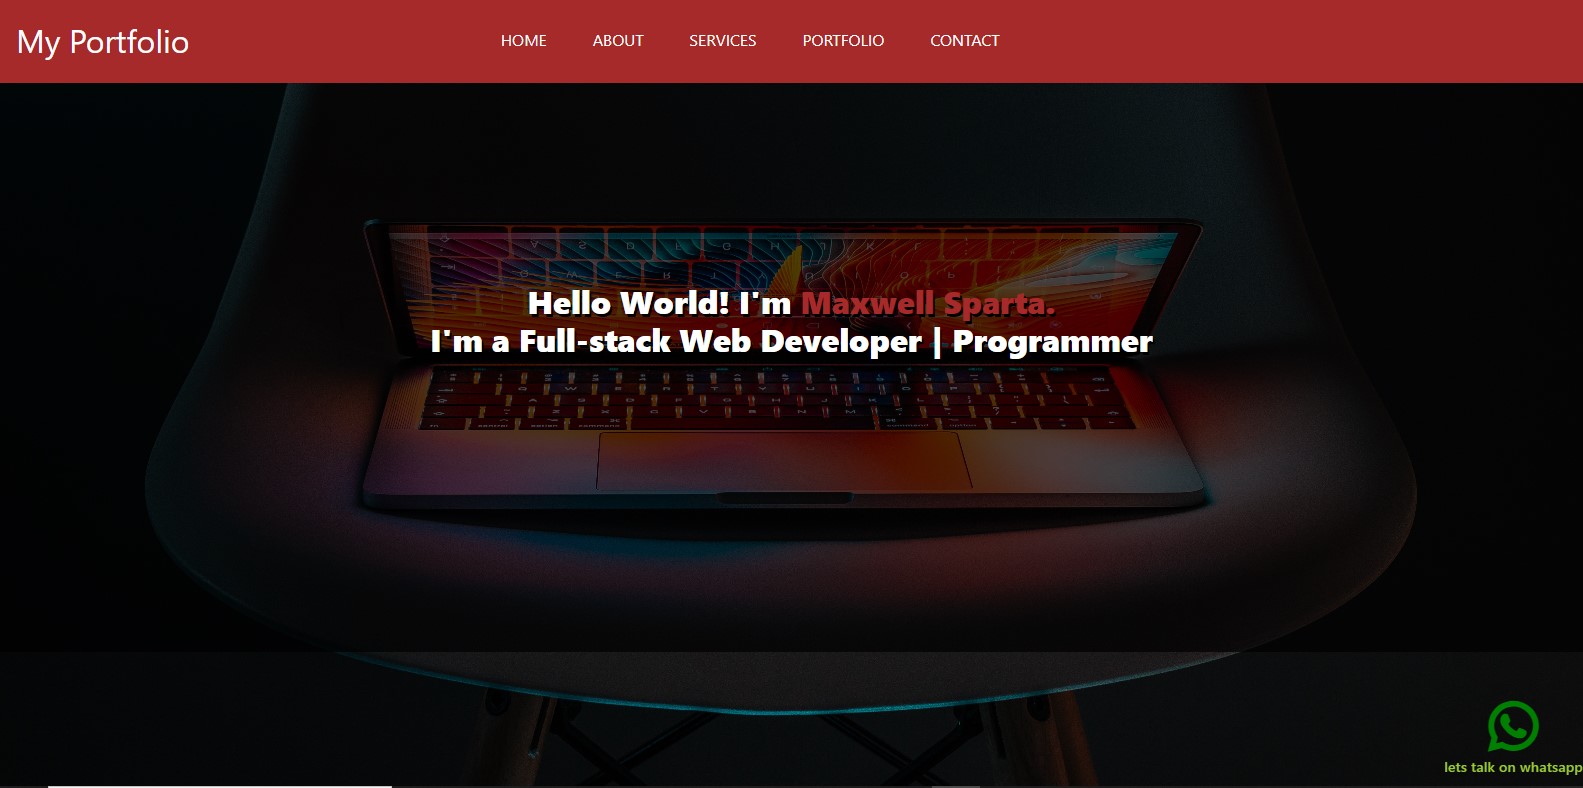 My Portfolio
HOME ABOUT SERVICES PORTFOLIO CONTACT
Hello World! I'm Maxwell Sparta.
I'm a Full-stack Web Developer | Programmer
lets talk on whatsapp